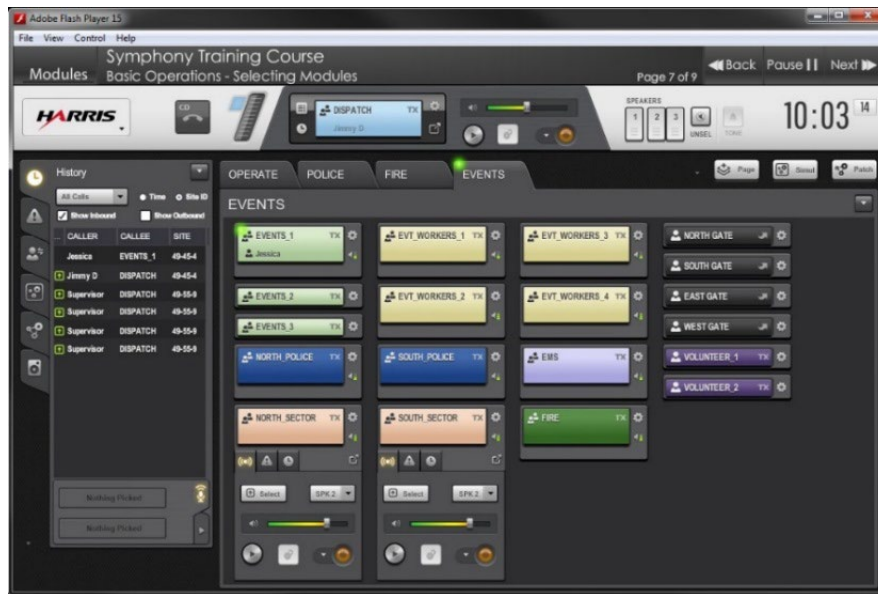 Adobe Flash Player 15
File View Control Help
Symphony Training Course
Modules Basic Operations - Selecting Modules
Page 7 of 9
Back Pause Next
HARRIS
CD
DISPATCH TX
Jimmy D
SPEAKERS
1 2 3
UNSEL
TONE
10:03 14
History
OPERATE POLICE FIRE EVENTS
Page Simul Patch
All Calls Time Site ID
Show Inbound Show Outbound
EVENTS
... CALLER CALLEE SITE
Jessica EVENTS_1 49-45-4
Jimmy D DISPATCH 49-45-4
Supervisor DISPATCH 49-55-9
Supervisor DISPATCH 49-55-9
Supervisor DISPATCH 49-55-9
Supervisor DISPATCH 49-55-9
Nothing Picked
Nothing Picked
EVENTS_1 TX
Jessica
EVT_WORKERS_1 TX
EVT_WORKERS_3 TX
NORTH GATE
SOUTH GATE
EVENTS_2 TX
EVT_WORKERS_2 TX
EVT_WORKERS_4 TX
EAST GATE
EVENTS_3 TX
WEST GATE
NORTH_POLICE TX
SOUTH_POLICE TX
EMS TX
VOLUNTEER_1 TX
VOLUNTEER_2 TX
NORTH_SECTOR TX
SOUTH_SECTOR TX
FIRE TX
Select SPK 2
Select SPK 2